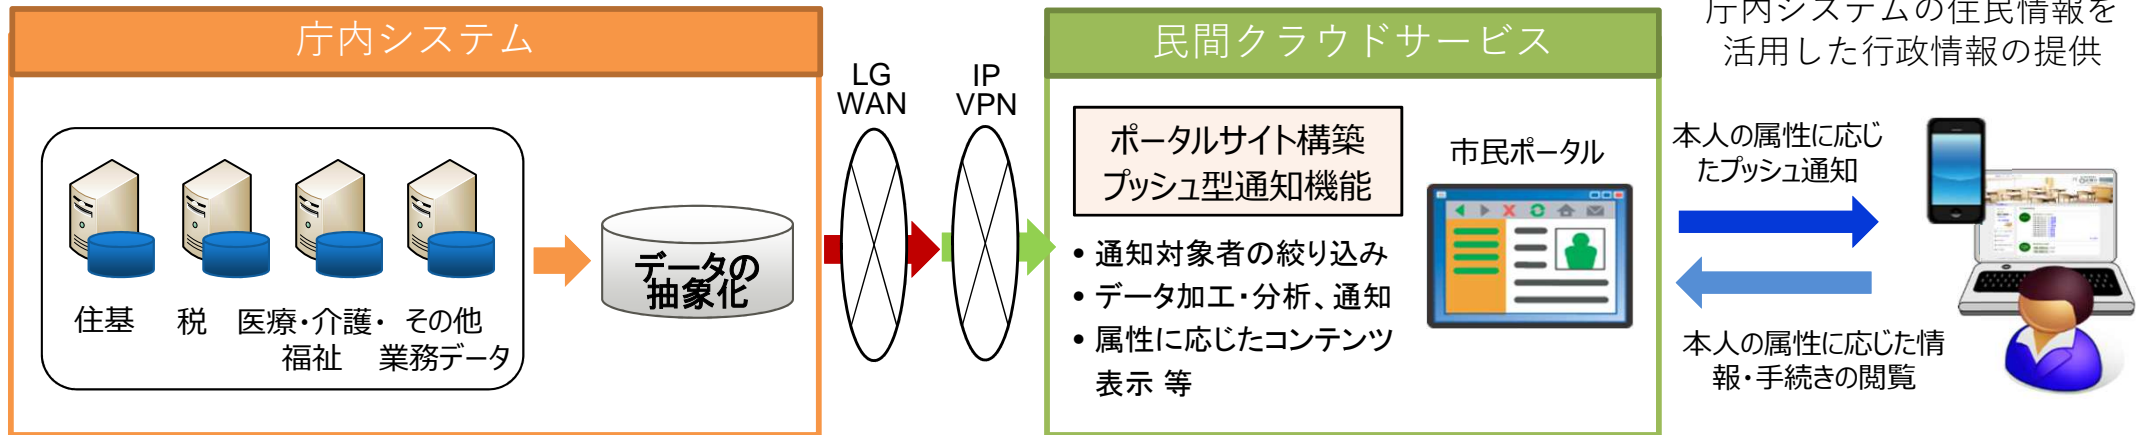 庁内システム
住基
税
医療・介護・
福祉
その他
業務データ
データの
抽象化
LG
WAN
IP
VPN
民間クラウドサービス
ポータルサイト構築
プッシュ型通知機能
• 通知対象者の絞り込み
• データ加工・分析、通知
• 属性に応じたコンテンツ
表示 等
市民ポータル
庁内システムの住民情報を
活用した行政情報の提供
本人の属性に応じ
たプッシュ通知
本人の属性に応じた情
報・手続きの閲覧